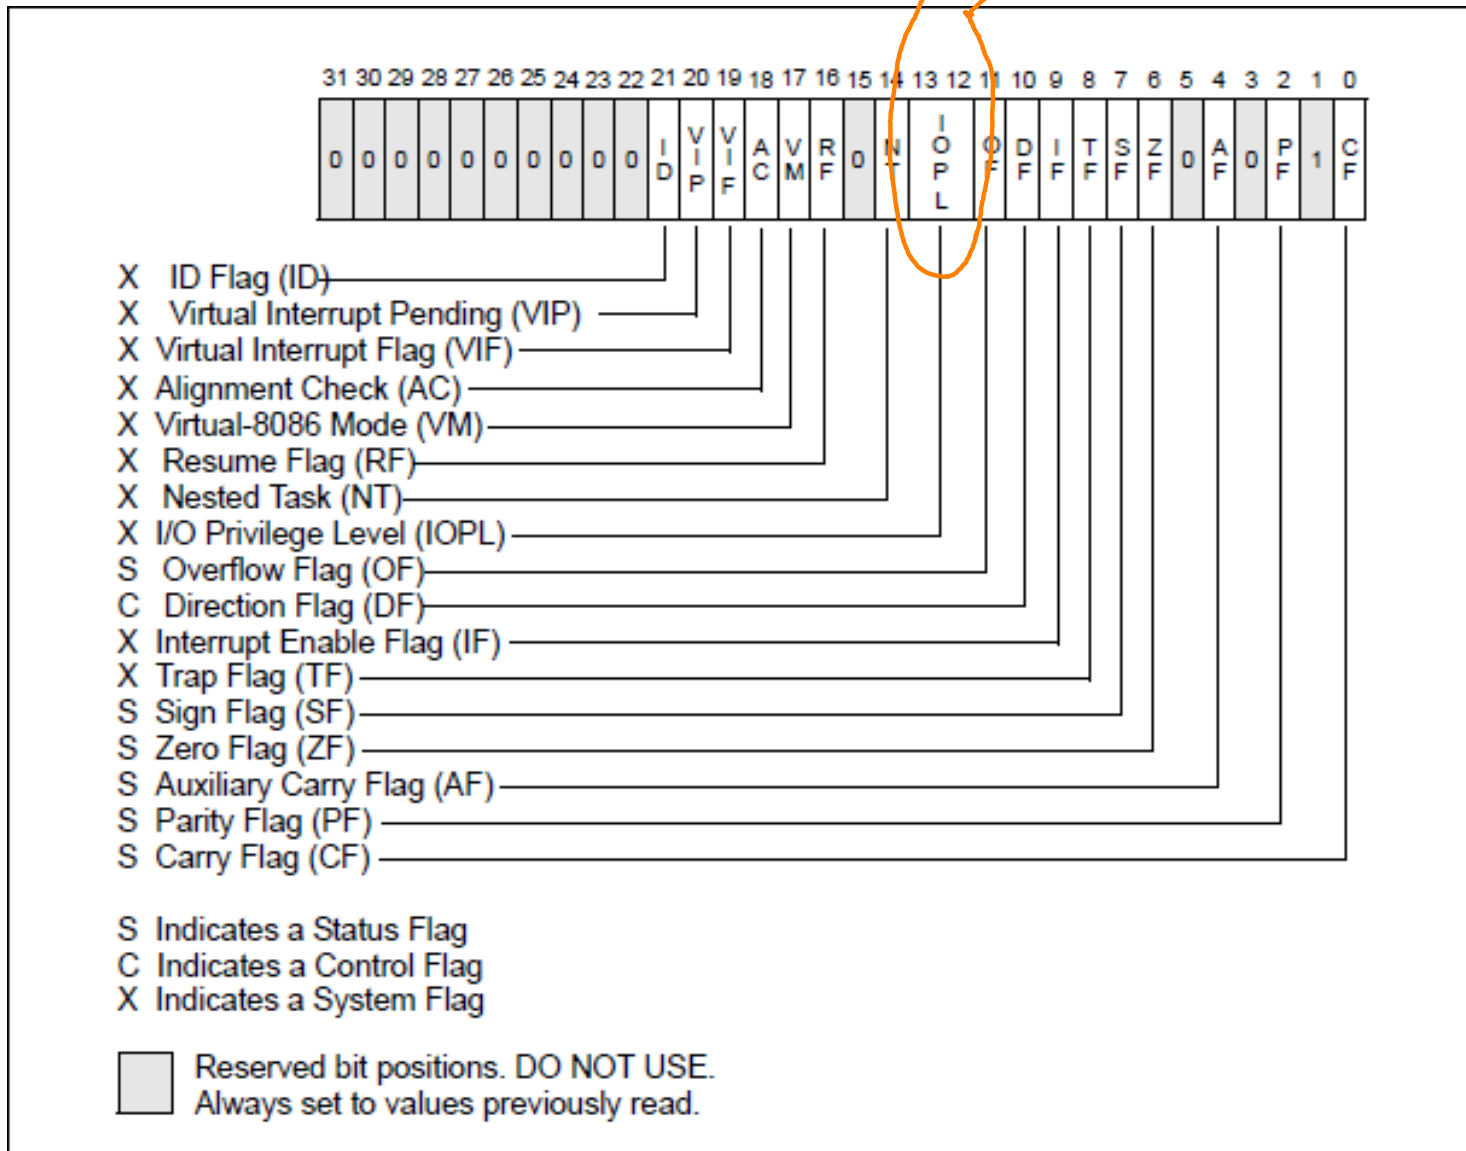 31 30 29 28 27 26 25 24 23 22 21 20 19 18 17 16 15 14 13 12 11 10 9 8 7 6 5 4 3 2 1 0
0 0 0 0 0 0 0 0 0 0 ID VIP VIF AC VM RF 0 NT IOPL OF DF IF TF SF ZF 0 AF 0 PF 1 CF
X ID Flag (ID)
X Virtual Interrupt Pending (VIP)
X Virtual Interrupt Flag (VIF)
X Alignment Check (AC)
X Virtual-8086 Mode (VM)
X Resume Flag (RF)
X Nested Task (NT)
X I/O Privilege Level (IOPL)
S Overflow Flag (OF)
C Direction Flag (DF)
X Interrupt Enable Flag (IF)
X Trap Flag (TF)
S Sign Flag (SF)
S Zero Flag (ZF)
S Auxiliary Carry Flag (AF)
S Parity Flag (PF)
S Carry Flag (CF)
S Indicates a Status Flag
C Indicates a Control Flag
X Indicates a System Flag
Reserved bit positions. DO NOT USE.
Always set to values previously read.